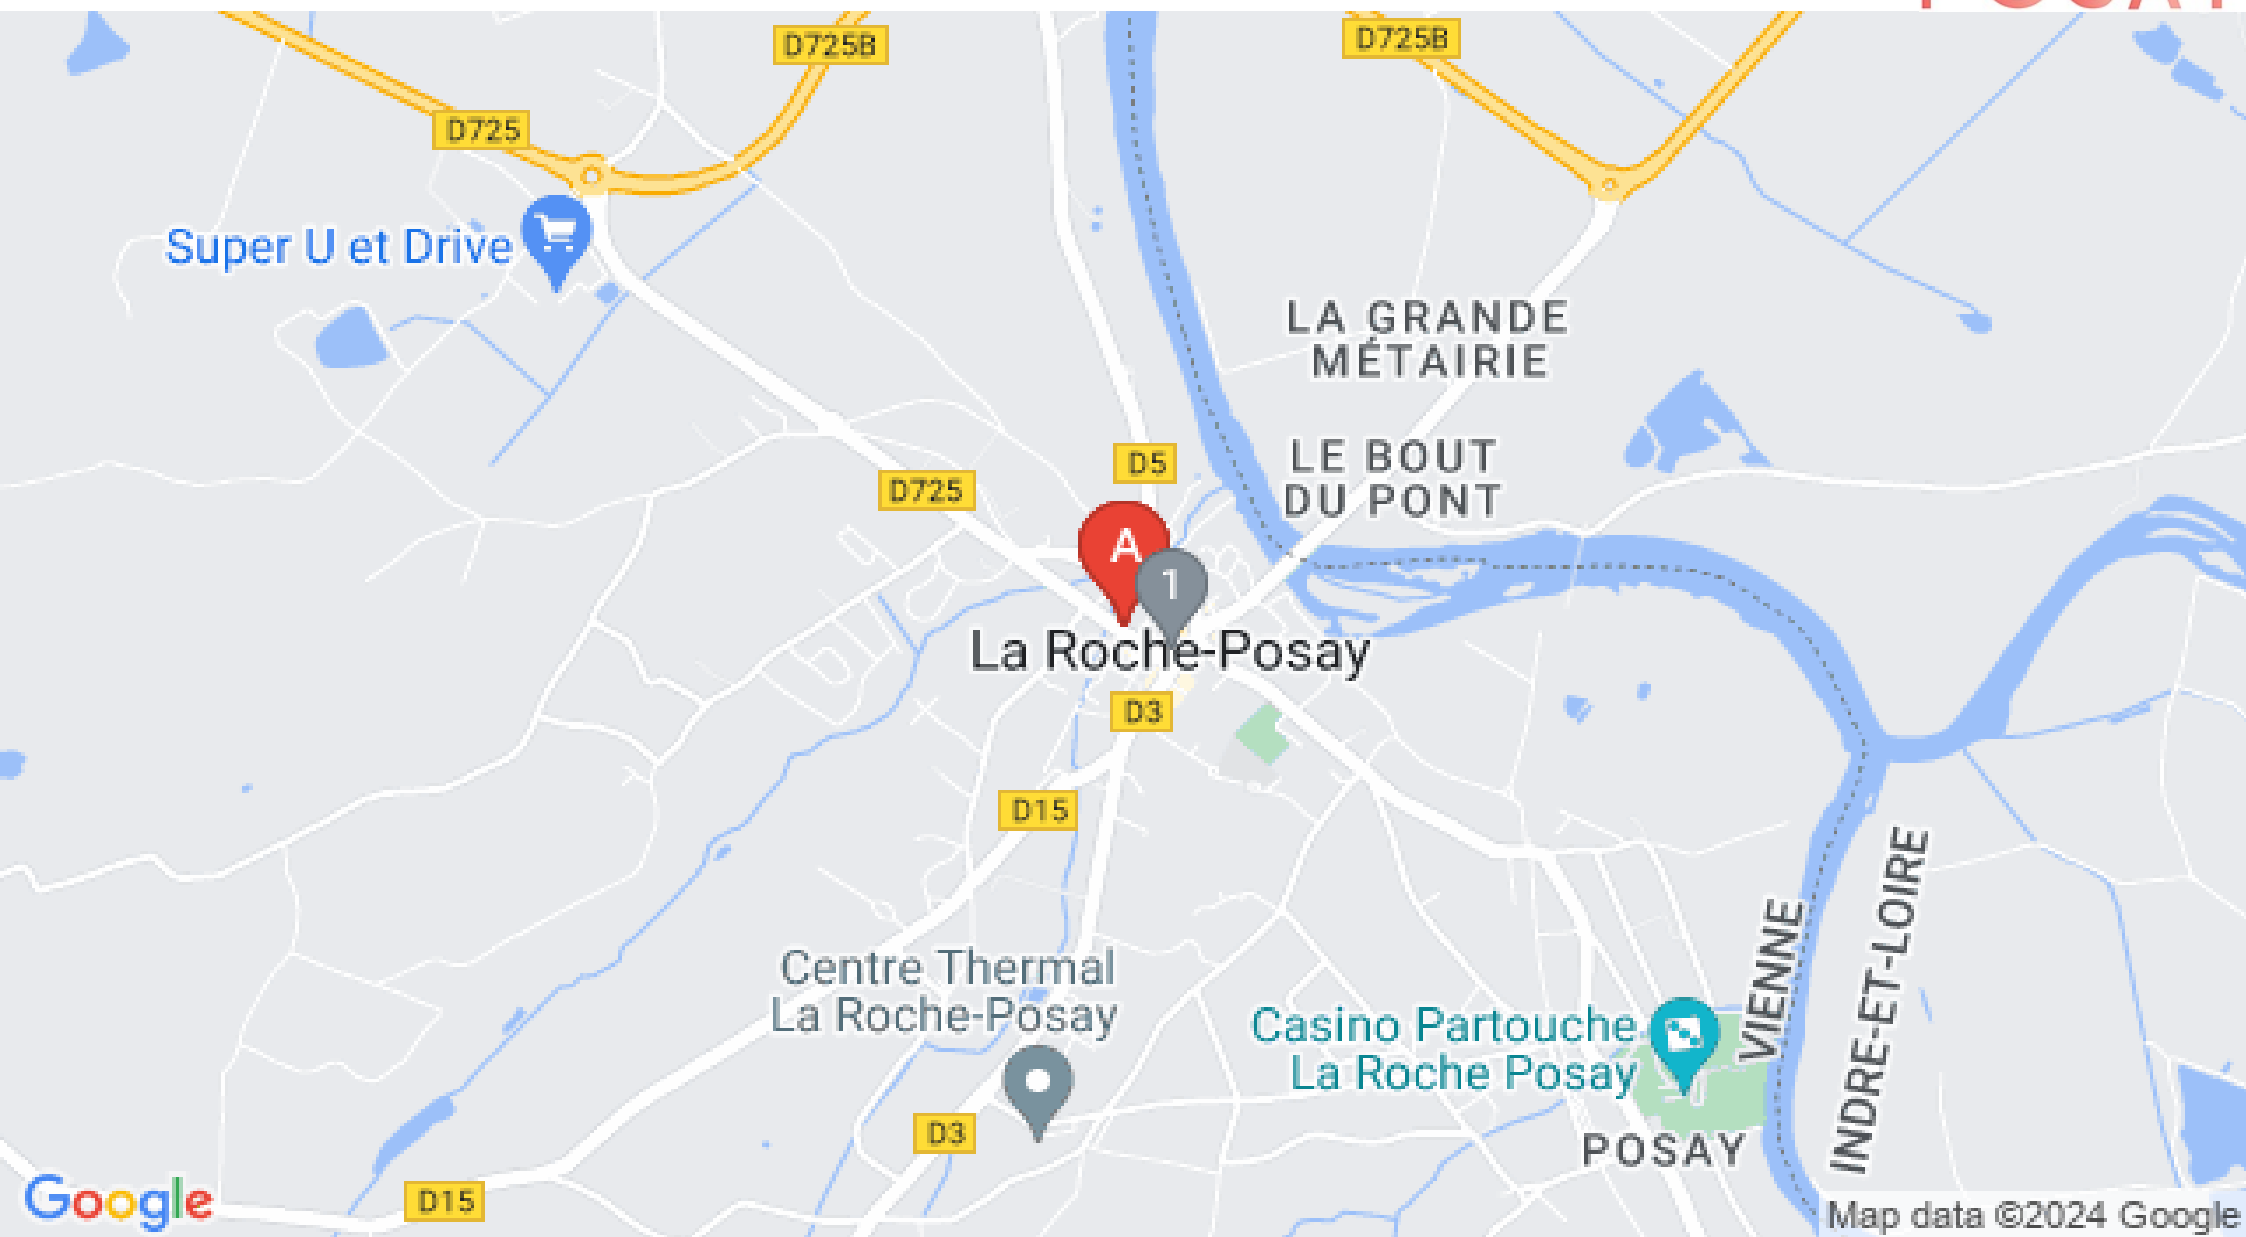 D725B
D725B
D725
Super U et Drive
LA GRANDE
MÉTAIRIE
D5
LE BOUT
DU PONT
D725
A
1
La Roche-Posay
D3
D15
Centre Thermal
La Roche-Posay
Casino Partouche
La Roche Posay
VIENNE
INDRE-ET-LOIRE
D3
POSAY
D15
Google
Map data ©2024 Google